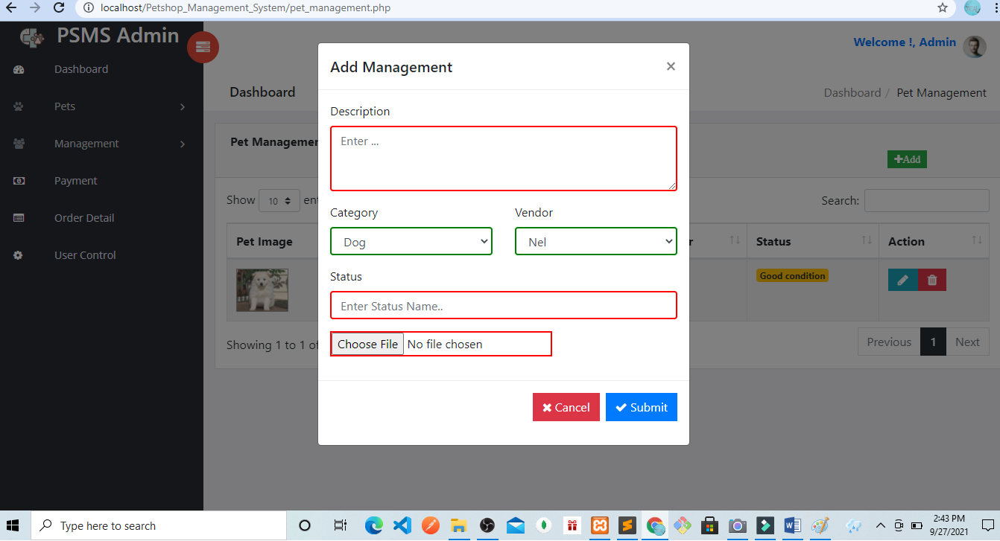 localhost/Petshop_Management_System/pet_management.php
PSMS Admin
Dashboard
Pets
Management
Payment
Order Detail
User Control
Welcome !, Admin
Dashboard
Dashboard / Pet Management
Pet Managemen
Add
Show 10 ent
Search:
Pet Image
r
Status
Action
Good condition
Showing 1 to 1 of
Previous 1 Next
Add Management
×
Description
Enter ...
Category
Vendor
Dog
Nel
Status
Enter Status Name..
Choose File No file chosen
Cancel
Submit
Type here to search
2:43 PM
9/27/2021